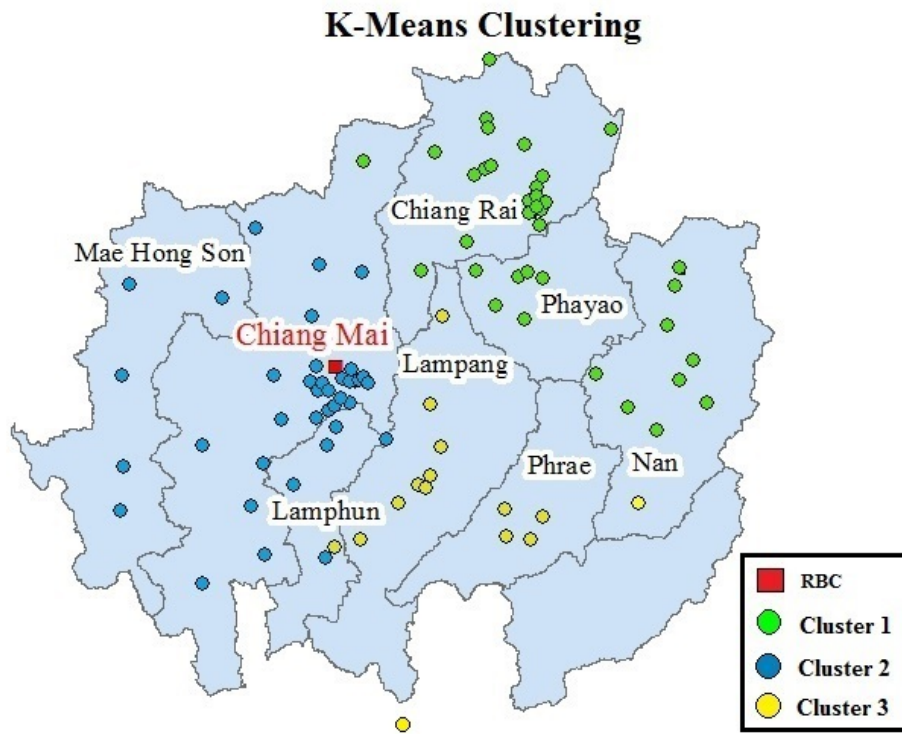 K-Means Clustering
Chiang Rai
Mae Hong Son
Phayao
Chiang Mai
Lampang
Phrae
Nan
Lamphun
RBC
Cluster 1
Cluster 2
Cluster 3